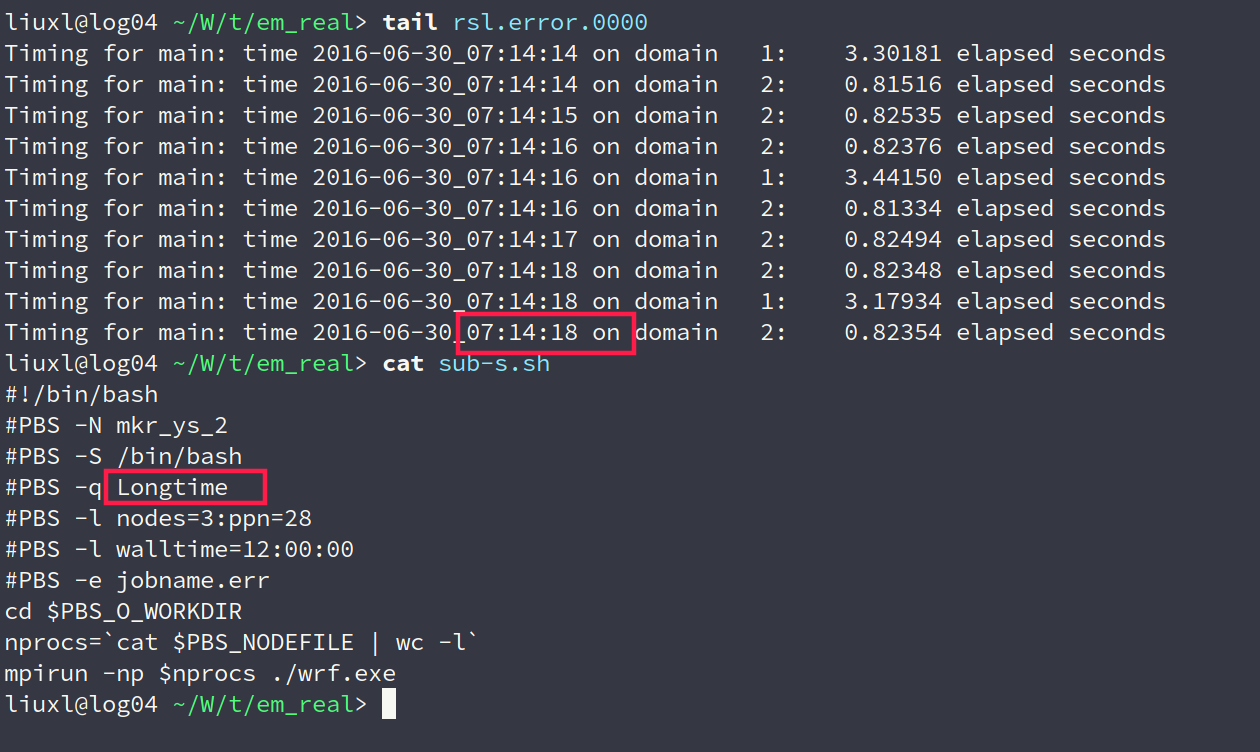 liuxl@log04 ~/W/t/em_real> tail rsl.error.0000
Timing for main: time 2016-06-30_07:14:14 on domain   1:    3.30181 elapsed seconds
Timing for main: time 2016-06-30_07:14:14 on domain   2:    0.81516 elapsed seconds
Timing for main: time 2016-06-30_07:14:15 on domain   2:    0.82535 elapsed seconds
Timing for main: time 2016-06-30_07:14:16 on domain   2:    0.82376 elapsed seconds
Timing for main: time 2016-06-30_07:14:16 on domain   1:    3.44150 elapsed seconds
Timing for main: time 2016-06-30_07:14:16 on domain   2:    0.81334 elapsed seconds
Timing for main: time 2016-06-30_07:14:17 on domain   2:    0.82494 elapsed seconds
Timing for main: time 2016-06-30_07:14:18 on domain   2:    0.82348 elapsed seconds
Timing for main: time 2016-06-30_07:14:18 on domain   1:    3.17934 elapsed seconds
Timing for main: time 2016-06-30_07:14:18 on domain   2:    0.82354 elapsed seconds
liuxl@log04 ~/W/t/em_real> cat sub-s.sh
#!/bin/bash
#PBS -N mkr_ys_2
#PBS -S /bin/bash
#PBS -q Longtime
#PBS -l nodes=3:ppn=28
#PBS -l walltime=12:00:00
#PBS -e jobname.err
cd $PBS_O_WORKDIR
nprocs=`cat $PBS_NODEFILE | wc -l`
mpirun -np $nprocs ./wrf.exe
liuxl@log04 ~/W/t/em_real>